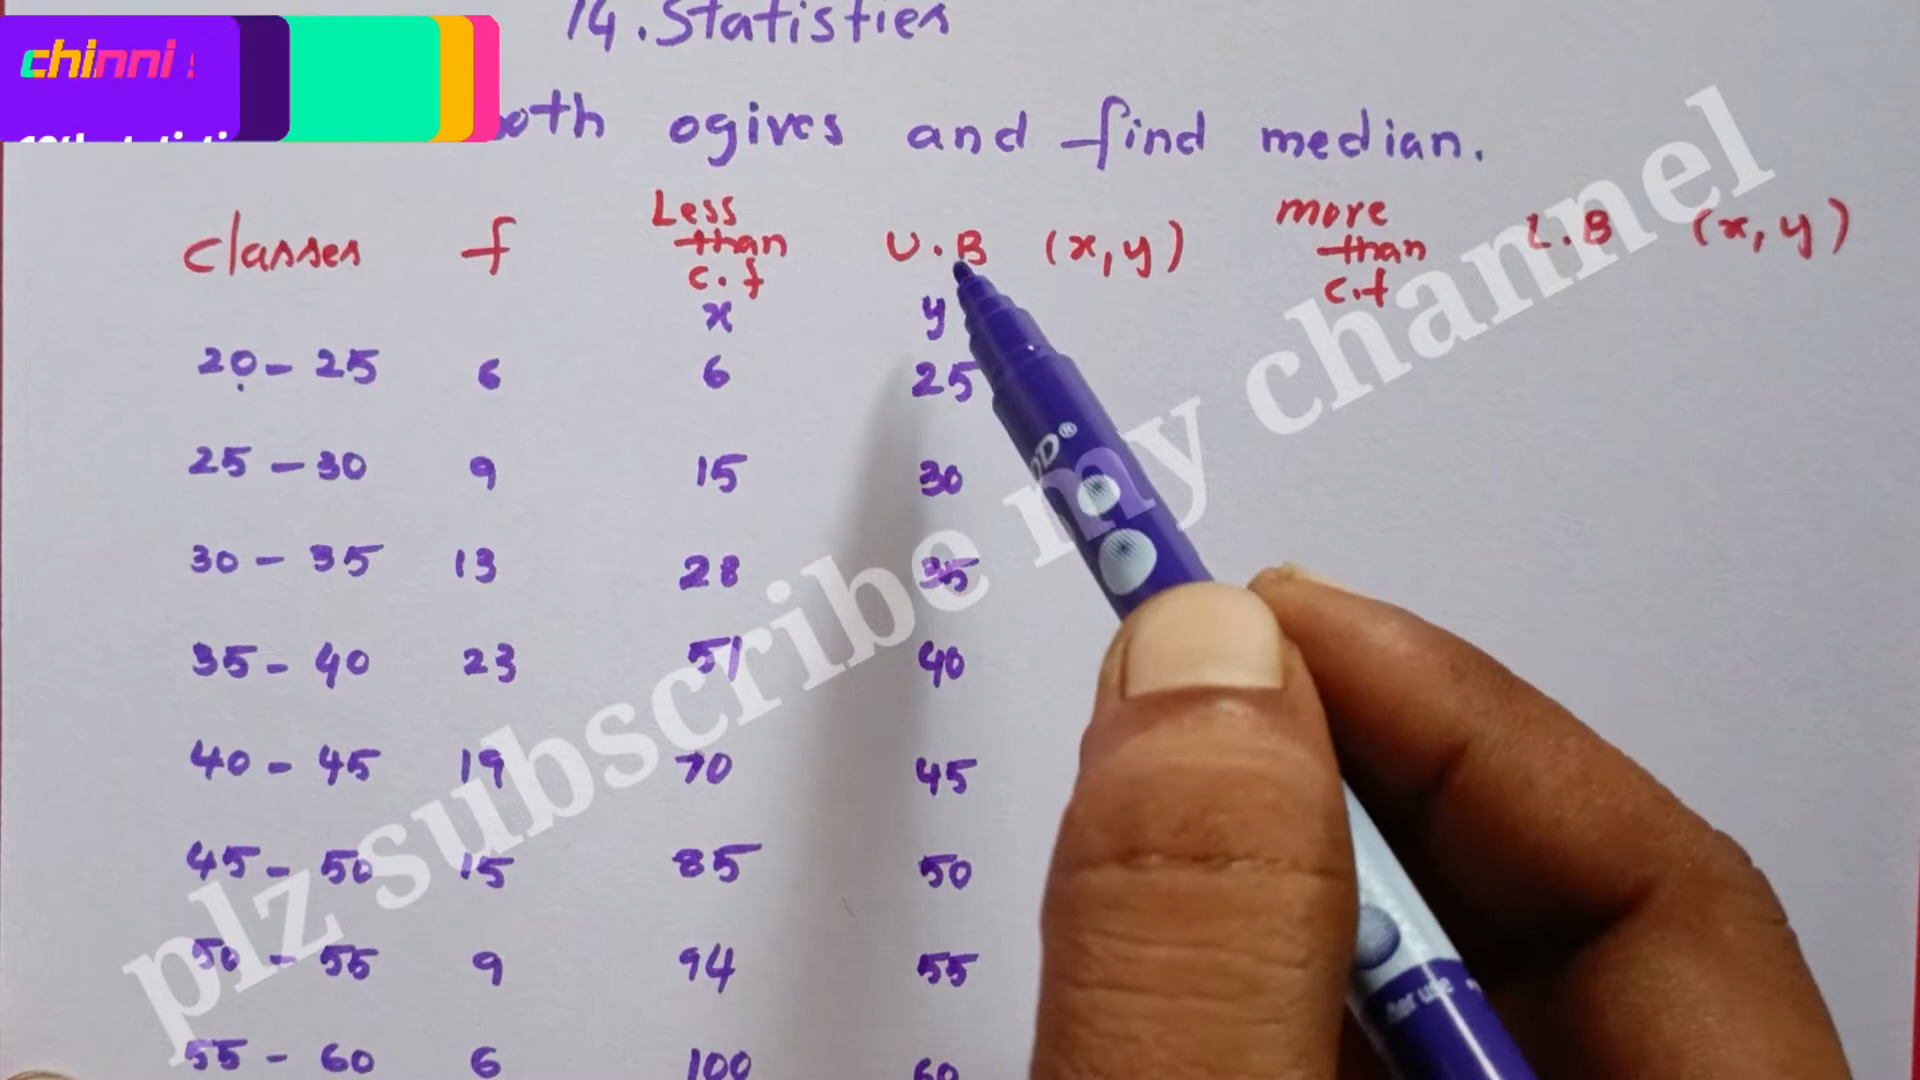 14. Statistics
chinni
both ogives and find median.
classes f Less than c.f U.B (x,y) more than c.f L.B (x,y)
x y
20 - 25 6 6 25
25 - 30 9 15 30
30 - 35 13 28 35
35 - 40 23 51 40
40 - 45 19 70 45
45 - 50 15 85 50
50 - 55 9 94 55
55 - 60 6 100 60
plz subscribe my channel